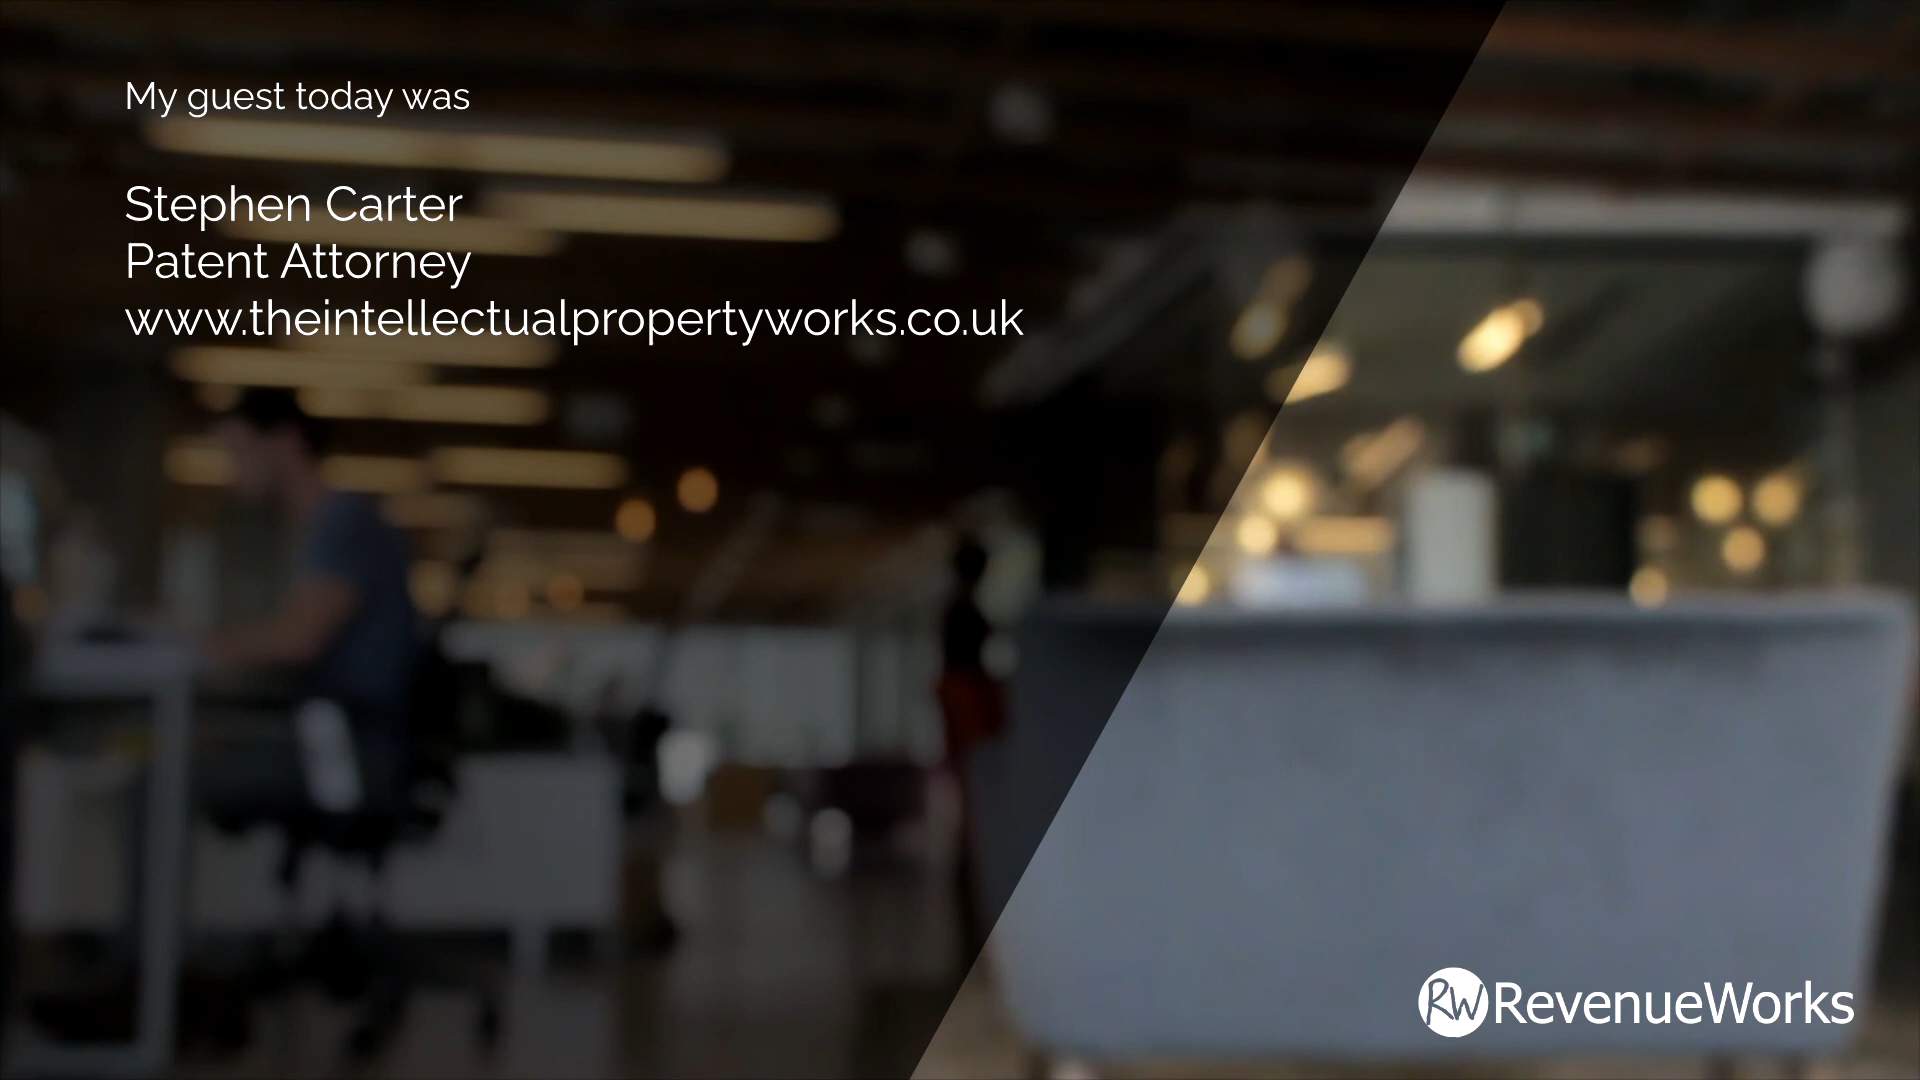 My guest today was
Stephen Carter
Patent Attorney
www.theintellectualpropertyworks.co.uk
RW RevenueWorks